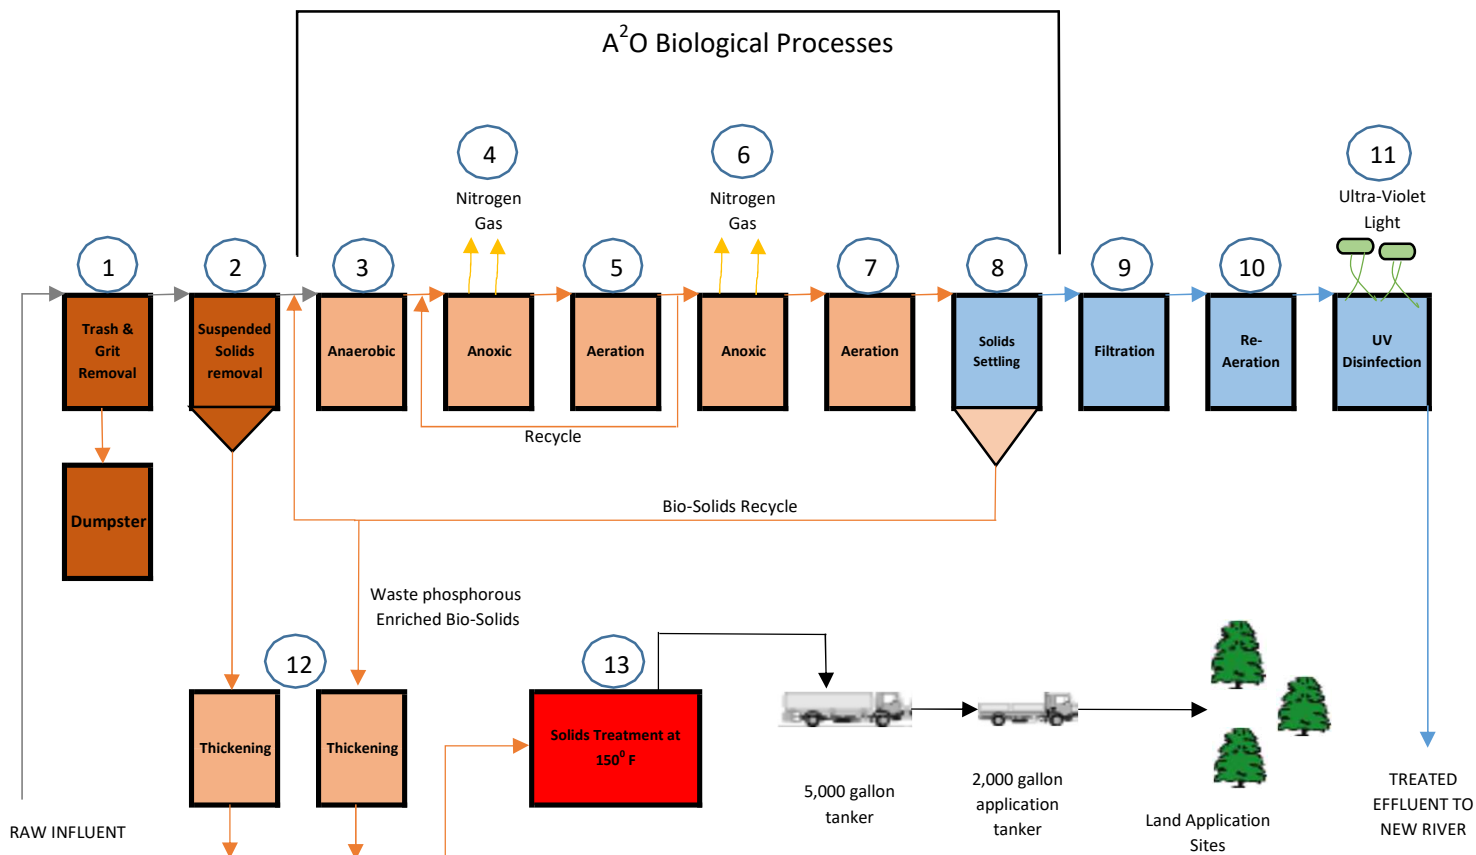 A²O Biological Processes
4
Nitrogen
Gas
6
Nitrogen
Gas
11
Ultra-Violet
Light
1
2
3
5
7
8
9
10
Trash &
Grit
Removal
Suspended
Solids
removal
Anaerobic
Anoxic
Aeration
Anoxic
Aeration
Solids
Settling
Filtration
Re-
Aeration
UV
Disinfection
Recycle
Dumpster
Bio-Solids Recycle
Waste phosphorous
Enriched Bio-Solids
12
13
Thickening
Thickening
Solids Treatment at
150⁰ F
5,000 gallon
tanker
2,000 gallon
application
tanker
Land Application
Sites
TREATED
EFFLUENT TO
NEW RIVER
RAW INFLUENT